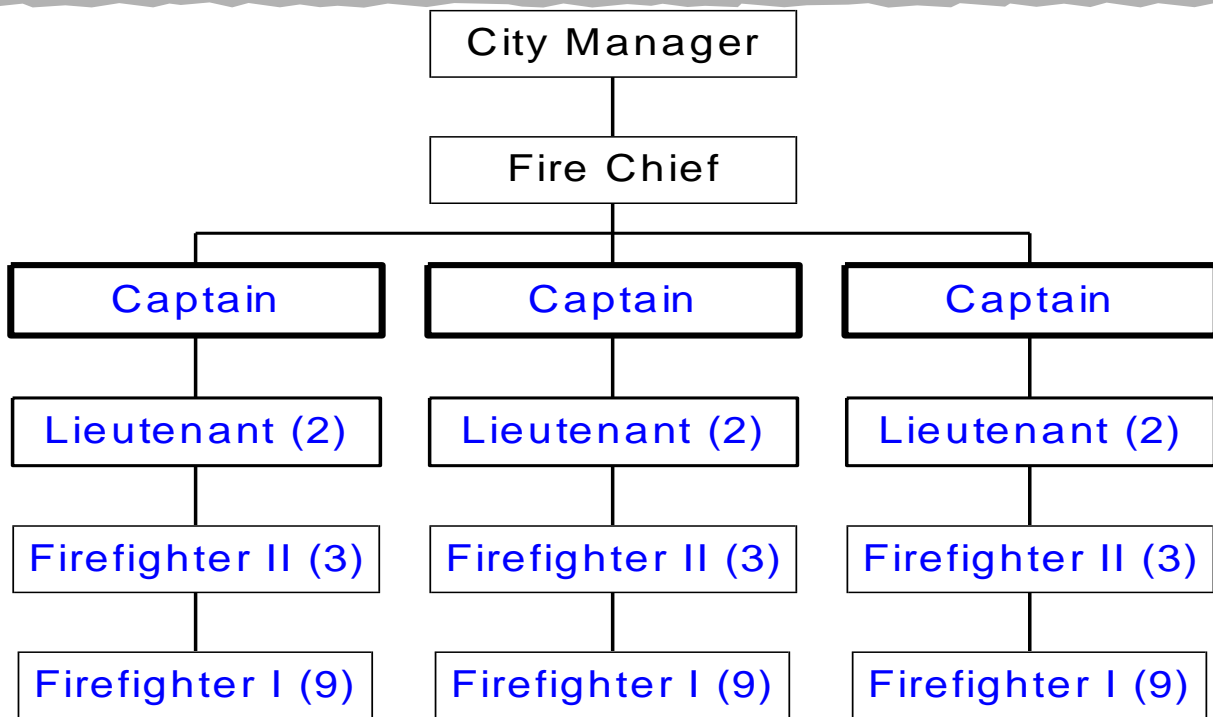 City Manager
Fire Chief
Captain
Captain
Captain
Lieutenant (2)
Lieutenant (2)
Lieutenant (2)
Firefighter II (3)
Firefighter II (3)
Firefighter II (3)
Firefighter I (9)
Firefighter I (9)
Firefighter I (9)